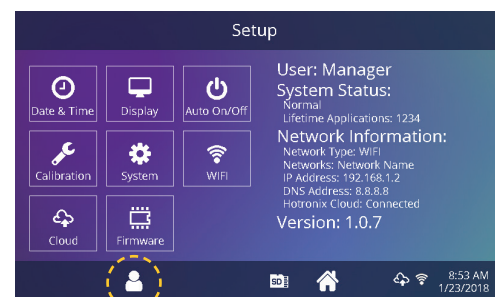 Setup
Date & Time
Display
Auto On/Off
Calibration
System
WIFI
Cloud
Firmware
User: Manager
System Status:
Normal
Lifetime Applications: 1234
Network Information:
Network Type: WIFI
Networks: Network Name
IP Address: 192.168.1.2
DNS Address: 8.8.8.8
Hotronix Cloud: Connected
Version: 1.0.7
SD
8:53 AM
1/23/2018